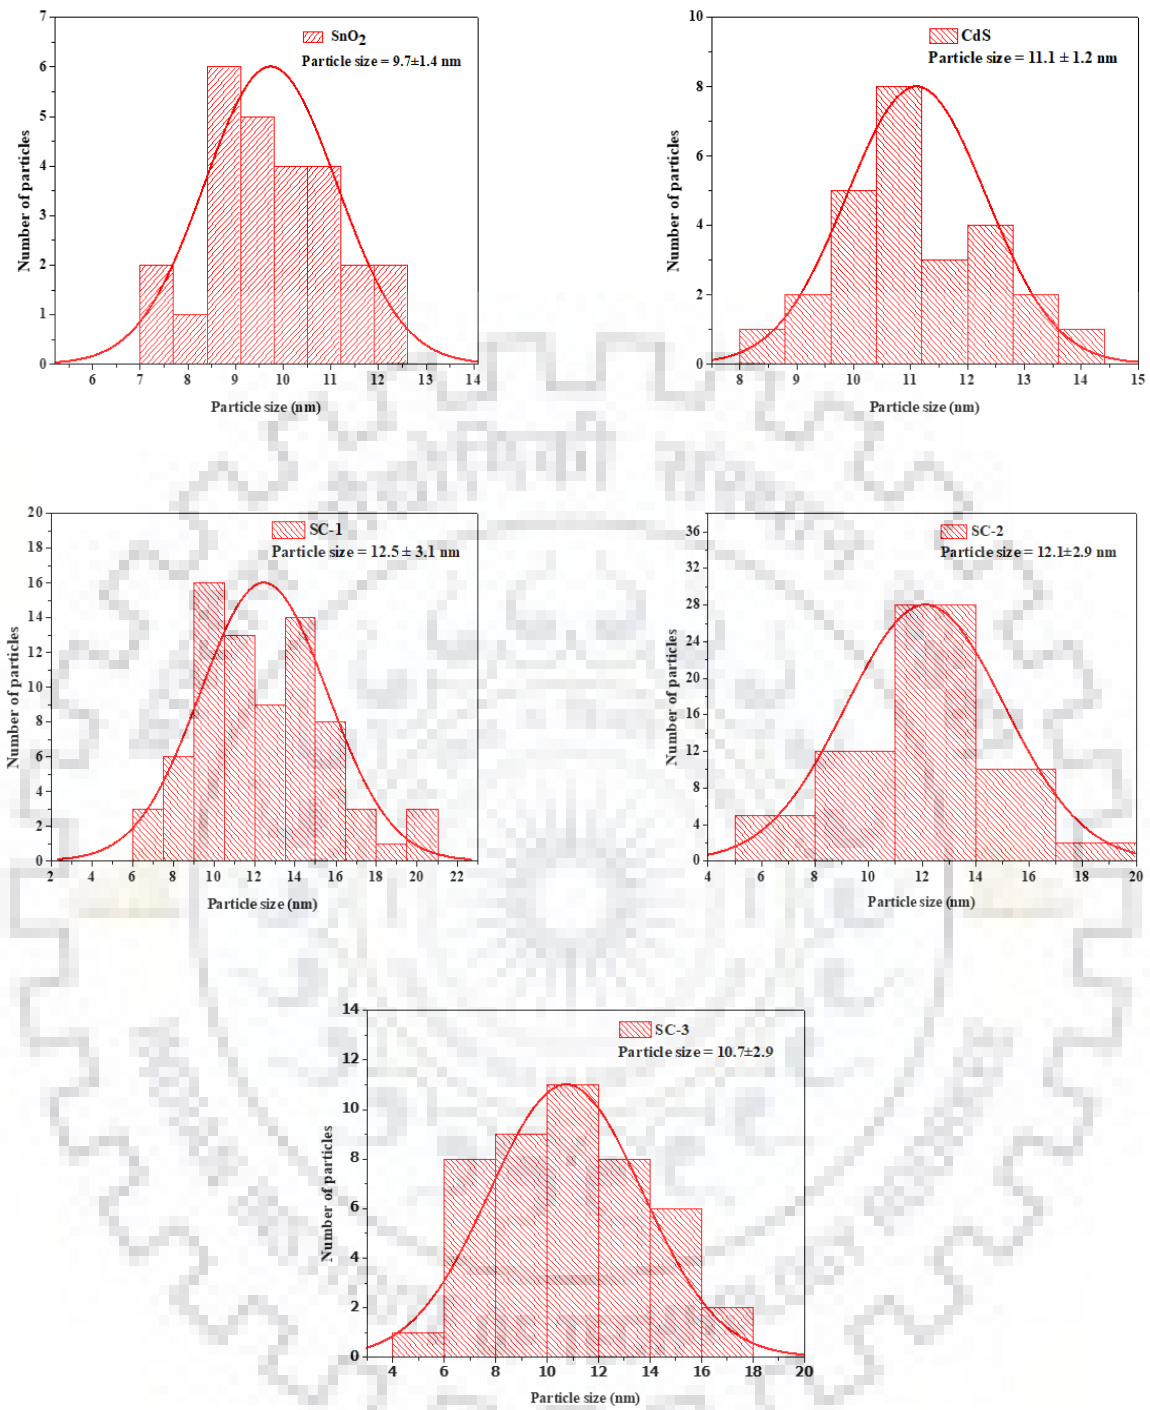 7
6
5
4
3
2
1
0
Number of particles
SnO2
Particle size = 9.7±1.4 nm
6 7 8 9 10 11 12 13 14
Particle size (nm)
10
8
6
4
2
0
Number of particles
CdS
Particle size = 11.1 ± 1.2 nm
8 9 10 11 12 13 14 15
Particle size (nm)
20
18
16
14
12
10
8
6
4
2
0
Number of particles
SC-1
Particle size = 12.5 ± 3.1 nm
2 4 6 8 10 12 14 16 18 20 22
Particle size (nm)
36
32
28
24
20
16
12
8
4
0
Number of particles
SC-2
Particle size = 12.1±2.9 nm
4 6 8 10 12 14 16 18 20
Particle size (nm)
14
12
10
8
6
4
2
0
Number of particles
SC-3
Particle size = 10.7±2.9
4 6 8 10 12 14 16 18 20
Particle size (nm)